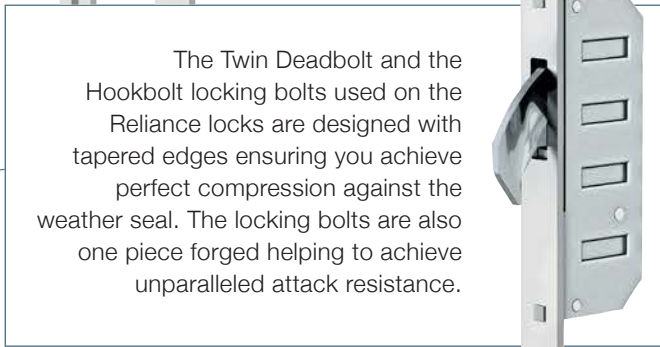 The Twin Deadbolt and the
Hookbolt locking bolts used on the
Reliance locks are designed with
tapered edges ensuring you achieve
perfect compression against the
weather seal. The locking bolts are also
one piece forged helping to achieve
unparalleled attack resistance.